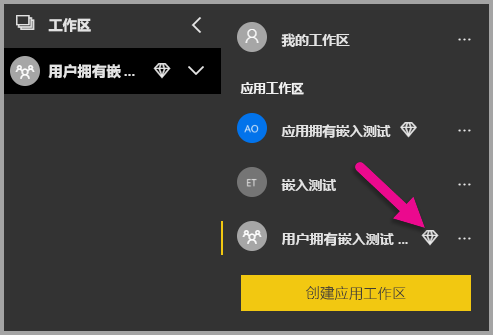 工作区
用户拥有嵌 ...
我的工作区
...
应用工作区
AO 应用拥有嵌入测试
...
ET 嵌入测试
...
用户拥有嵌入测试 ...
...
创建应用工作区